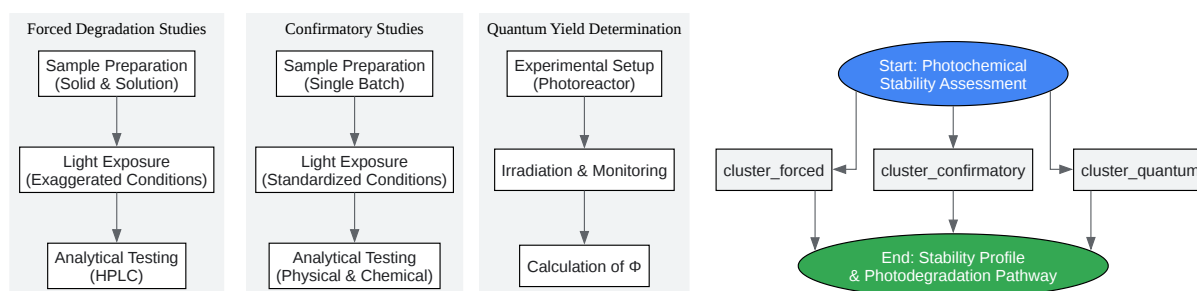 Forced Degradation Studies
Sample Preparation
(Solid & Solution)
Light Exposure
(Exaggerated Conditions)
Analytical Testing
(HPLC)
Confirmatory Studies
Sample Preparation
(Single Batch)
Light Exposure
(Standardized Conditions)
Analytical Testing
(Physical & Chemical)
Quantum Yield Determination
Experimental Setup
(Photoreactor)
Irradiation & Monitoring
Calculation of Φ
Start: Photochemical
Stability Assessment
cluster_forced
cluster_confirmatory
cluster_quantum
End: Stability Profile
& Photodegradation Pathway